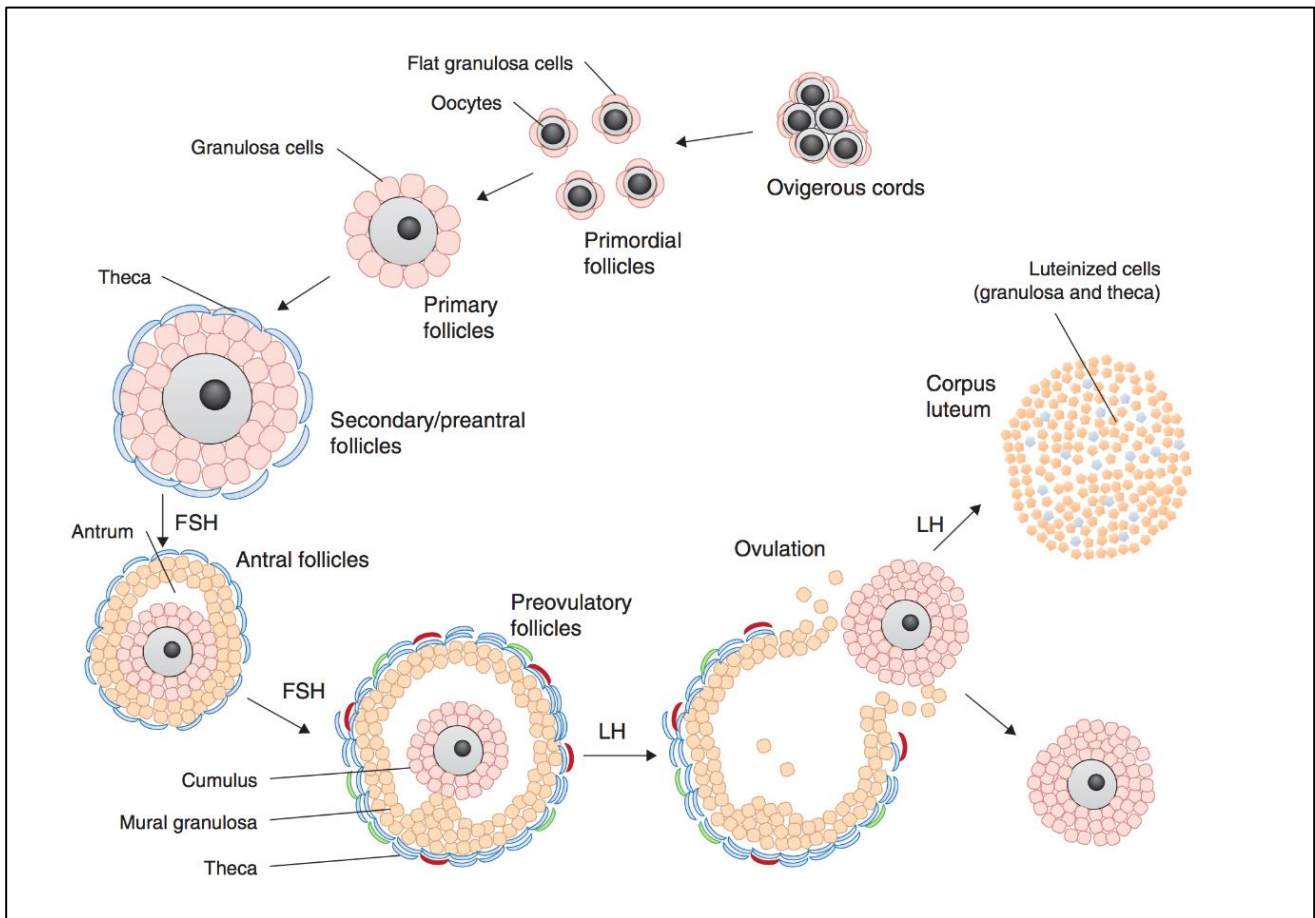 Flat granulosa cells
Oocytes
Granulosa cells
Ovigerous cords
Primordial
follicles
Theca
Primary
follicles
Luteinized cells
(granulosa and theca)
Corpus
luteum
Secondary/preantral
follicles
FSH
Antrum
Antral follicles
LH
Ovulation
Preovulatory
follicles
FSH
LH
Cumulus
Mural granulosa
Theca